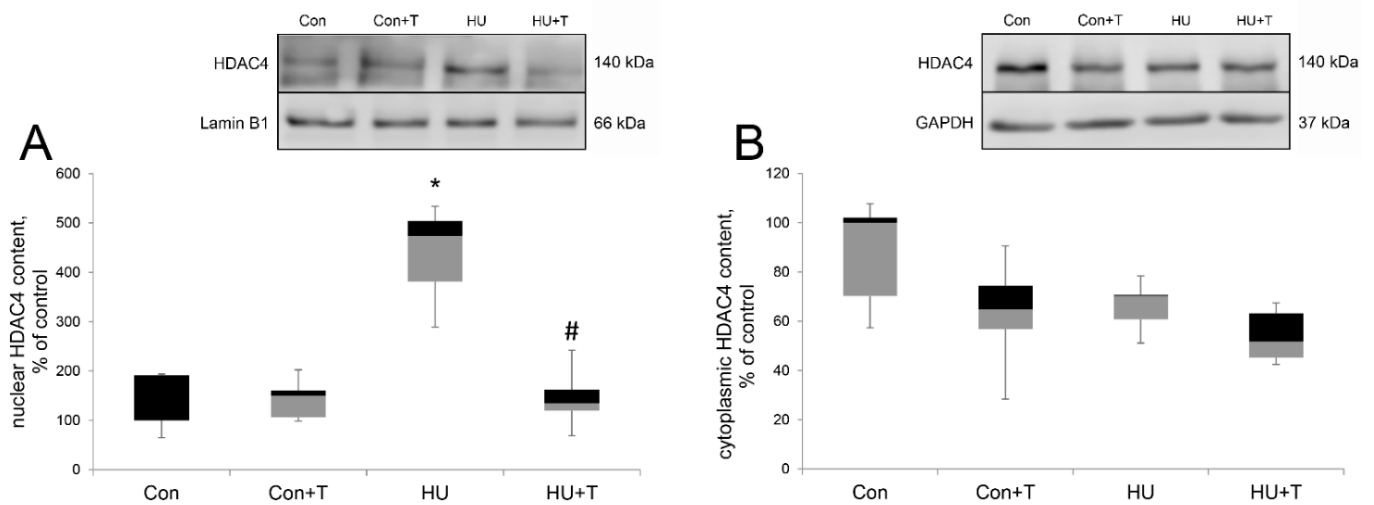 Con Con+T HU HU+T
HDAC4 140 kDa
Lamin B1 66 kDa
A
nuclear HDAC4 content,
% of control
600
500
400
300
200
100
0
*
#
Con Con+T HU HU+T
Con Con+T HU HU+T
HDAC4 140 kDa
GAPDH 37 kDa
B
cytoplasmic HDAC4 content,
% of control
120
100
80
60
40
20
0
Con Con+T HU HU+T